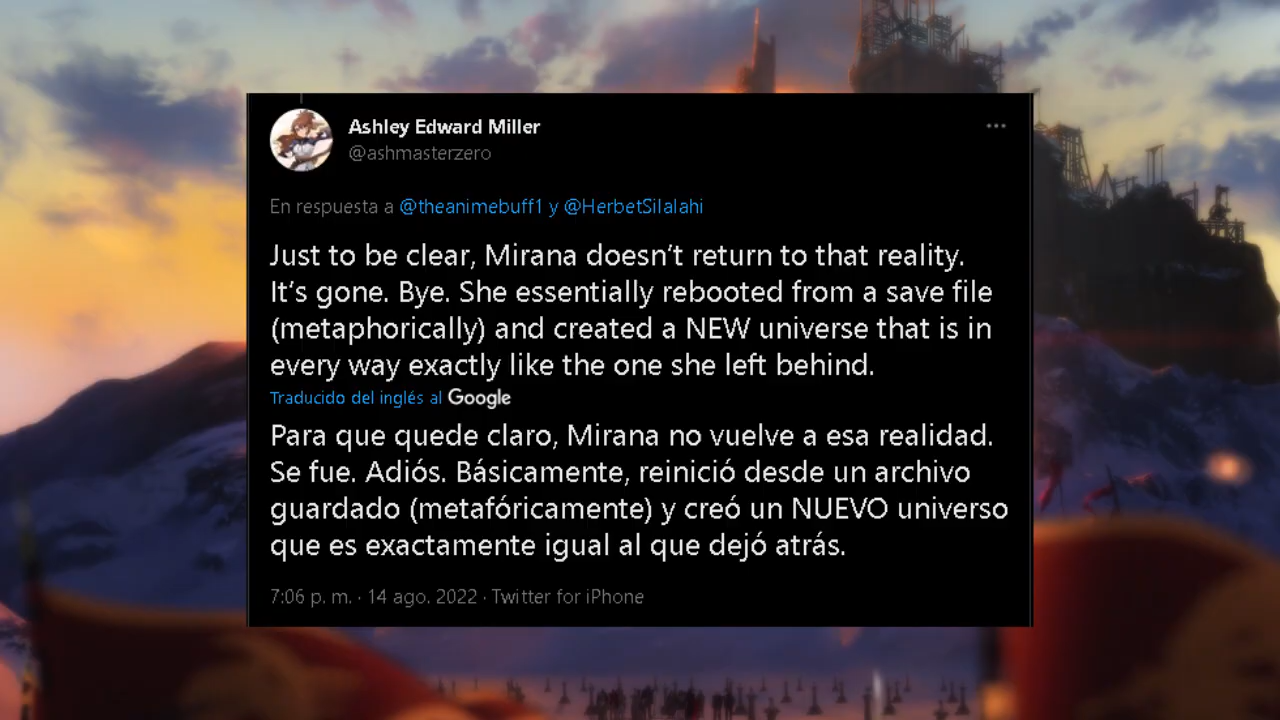 Ashley Edward Miller
@ashmasterzero
En respuesta a @theanimebuff1 y @HerbetSilalahi
Just to be clear, Mirana doesn’t return to that reality.
It’s gone. Bye. She essentially rebooted from a save file
(metaphorically) and created a NEW universe that is in
every way exactly like the one she left behind.
Traducido del inglés al Google
Para que quede claro, Mirana no vuelve a esa realidad.
Se fue. Adiós. Básicamente, reinició desde un archivo
guardado (metafóricamente) y creó un NUEVO universo
que es exactamente igual al que dejó atrás.
7:06 p. m. · 14 ago. 2022 · Twitter for iPhone